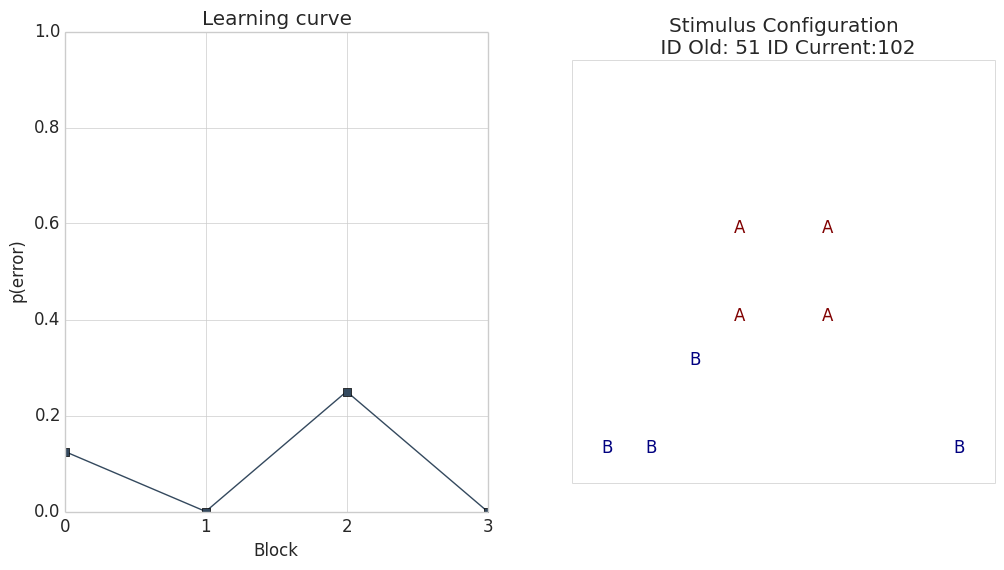 Learning curve
1.0
0.8
0.6
0.4
0.2
0.0
p(error)
0 1 2 3
Block
Stimulus Configuration
ID Old: 51 ID Current:102
A A
A A
B
B B B